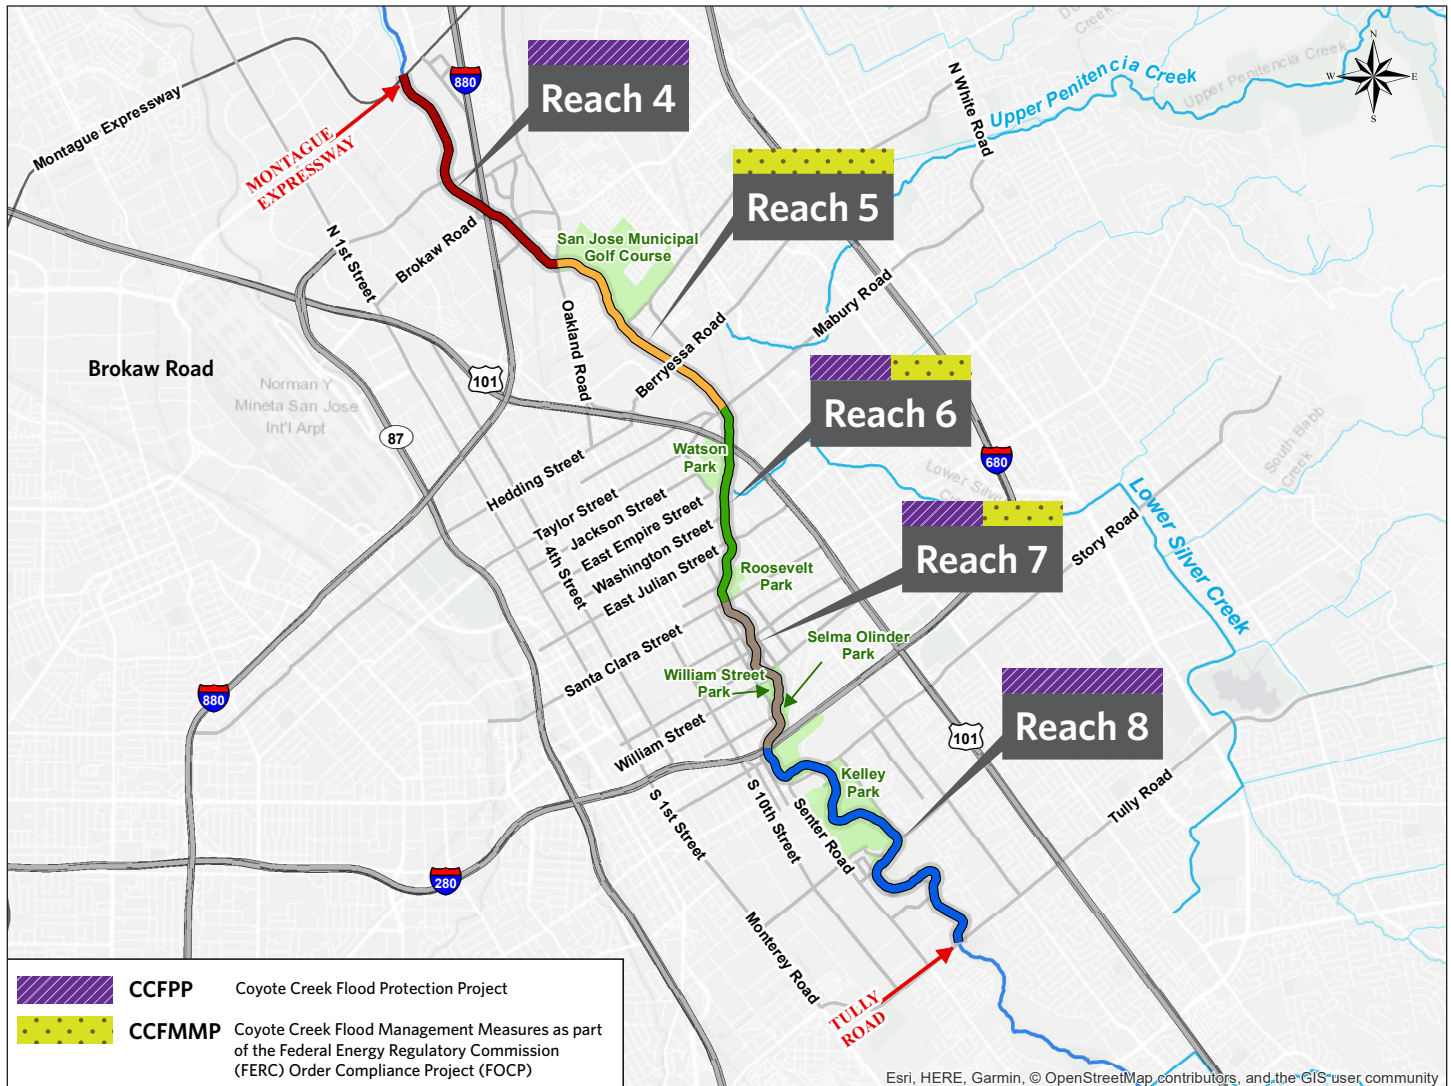 Reach 4
Reach 5
Reach 6
Reach 7
Reach 8
MONTAGUE
EXPRESSWAY
TULLY
ROAD
Montague Expressway
880
N White Road
Upper Penitencia Creek
Upper Penitencia Creek
Creek
N
W
E
S
N 1st Street
Brokaw Road
San Jose Municipal
Golf Course
Oakland Road
Berryessa Road
Mabury Road
Brokaw Road
Norman Y
Mineta San Jose
Int'l Arpt
101
87
680
Watson
Park
Hedding Street
Taylor Street
Jackson Street
East Empire Street
Washington Street
East Julian Street
4th Street
Lower Silver
South Babb
Creek
Lower Silver Creek
Story Road
Roosevelt
Park
Santa Clara Street
Selma Olinder
Park
William Street
Park
William Street
880
101
Kelley
Park
S 1st Street
S 10th Street
Senter Road
Tully Road
280
Monterey Road
CCFPP Coyote Creek Flood Protection Project
CCFMMP Coyote Creek Flood Management Measures as part
of the Federal Energy Regulatory Commission
(FERC) Order Compliance Project (FOCP)
Esri, HERE, Garmin, © OpenStreetMap contributors, and the GIS user community